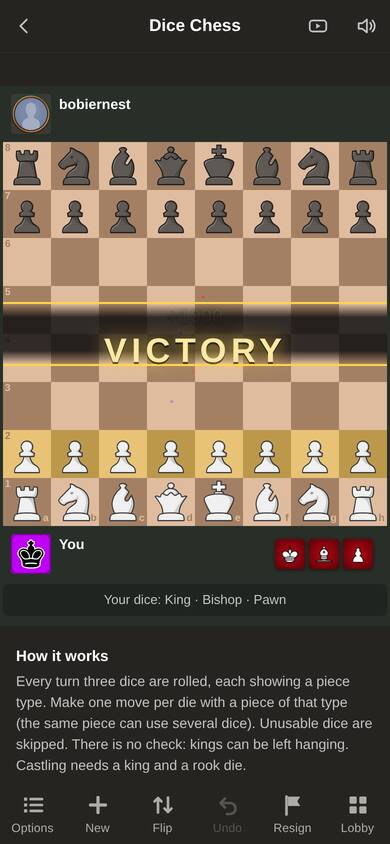 Dice Chess
bobiernest
8
7
6
5
4
VICTORY
3
2
1
a b c d e f g h
You
Your dice: King · Bishop · Pawn
How it works
Every turn three dice are rolled, each showing a piece
type. Make one move per die with a piece of that type
(the same piece can use several dice). Unusable dice are
skipped. There is no check: kings can be left hanging.
Castling needs a king and a rook die.
Options New Flip Undo Resign Lobby